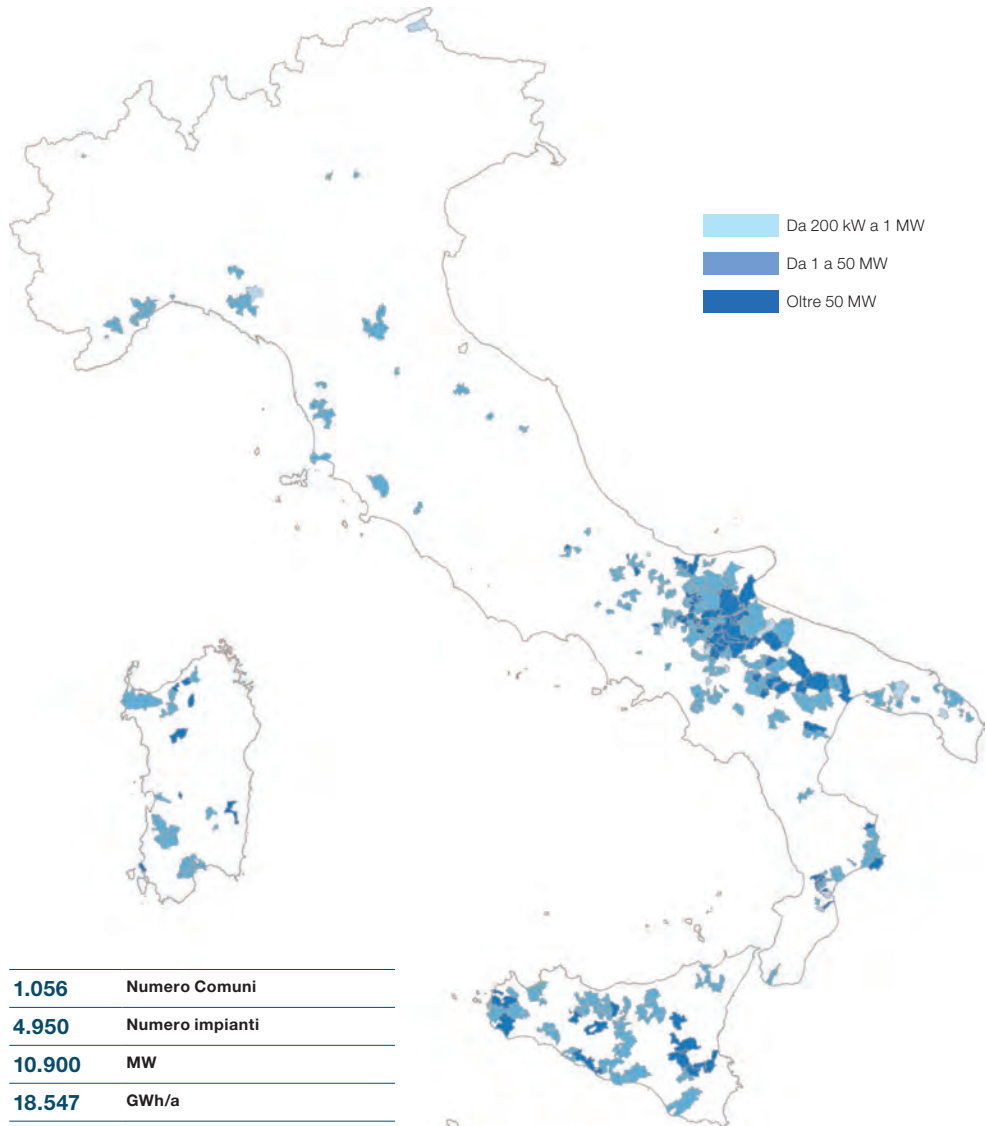 Da 200 kW a 1 MW
Da 1 a 50 MW
Oltre 50 MW
1.056 Numero Comuni
4.950 Numero impianti
10.900 MW
18.547 GWh/a